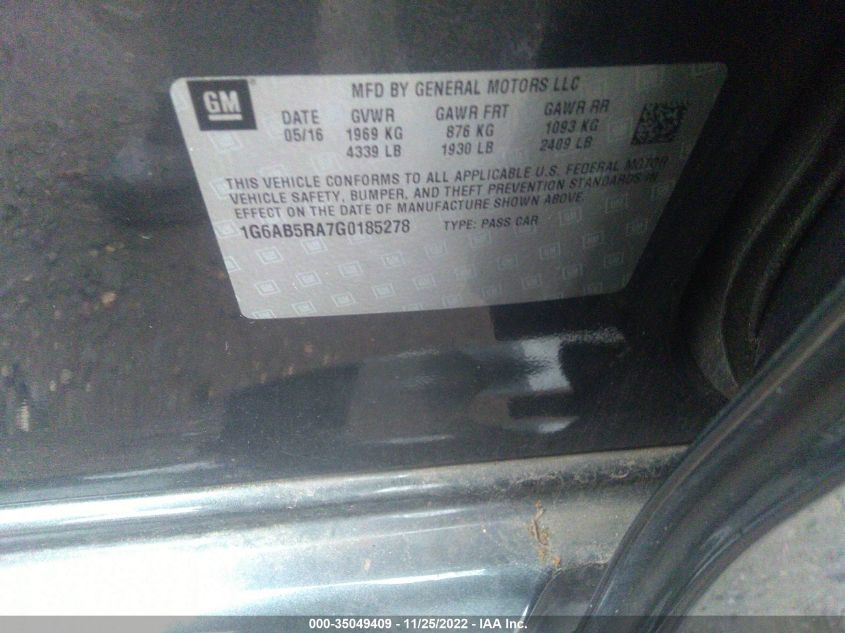 GM
MFD BY GENERAL MOTORS LLC
DATE GVWR GAWR FRT GAWR RR
05/16 1969 KG 876 KG 1093 KG
4339 LB 1930 LB 2409 LB
THIS VEHICLE CONFORMS TO ALL APPLICABLE U.S. FEDERAL MOTOR
VEHICLE SAFETY, BUMPER, AND THEFT PREVENTION STANDARDS IN
EFFECT ON THE DATE OF MANUFACTURE SHOWN ABOVE.
1G6AB5RA7G0185278 TYPE: PASS CAR
000-35049409 - 11/25/2022 - IAA Inc.